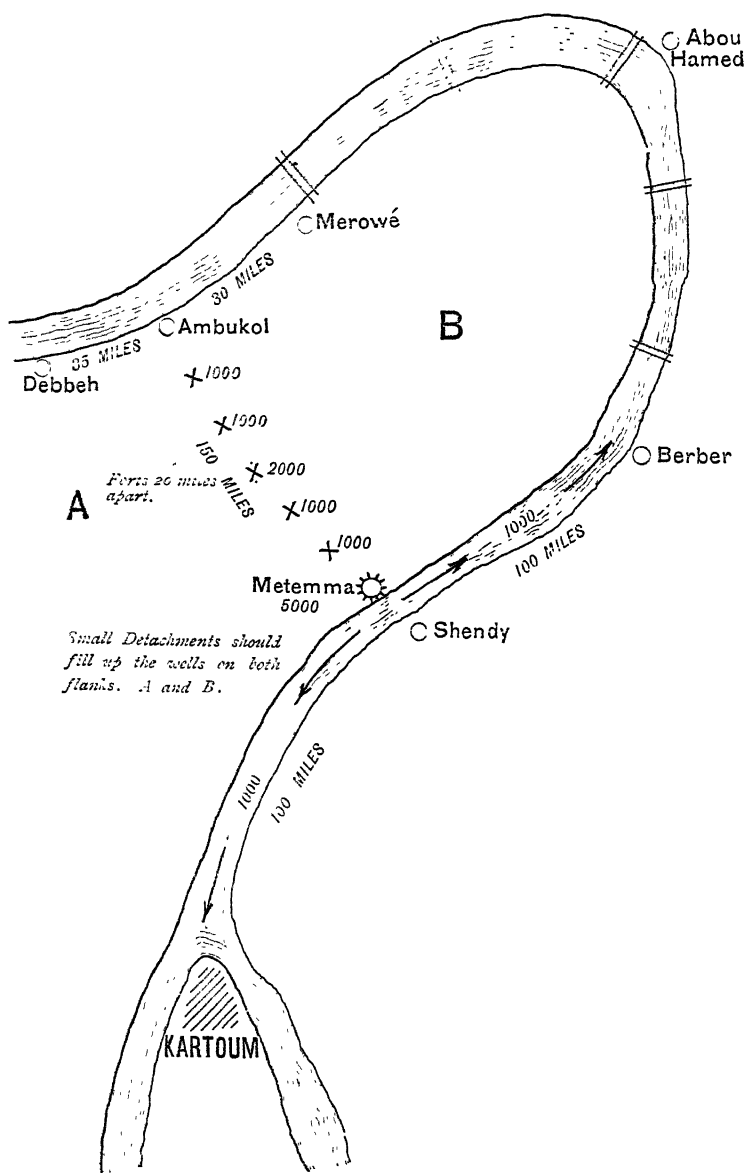 Abou
Hamed
Merowé
30 MILES
Ambukol
35 MILES
Debbeh
B
1000
1000
150 MILES
2000
Forts 20 miles
apart.
A
1000
1000
Berber
1000
100 MILES
Metemma
5000
Shendy
Small Detachments should
fill up the wells on both
flanks. A and B.
1000
100 MILES
KARTOUM